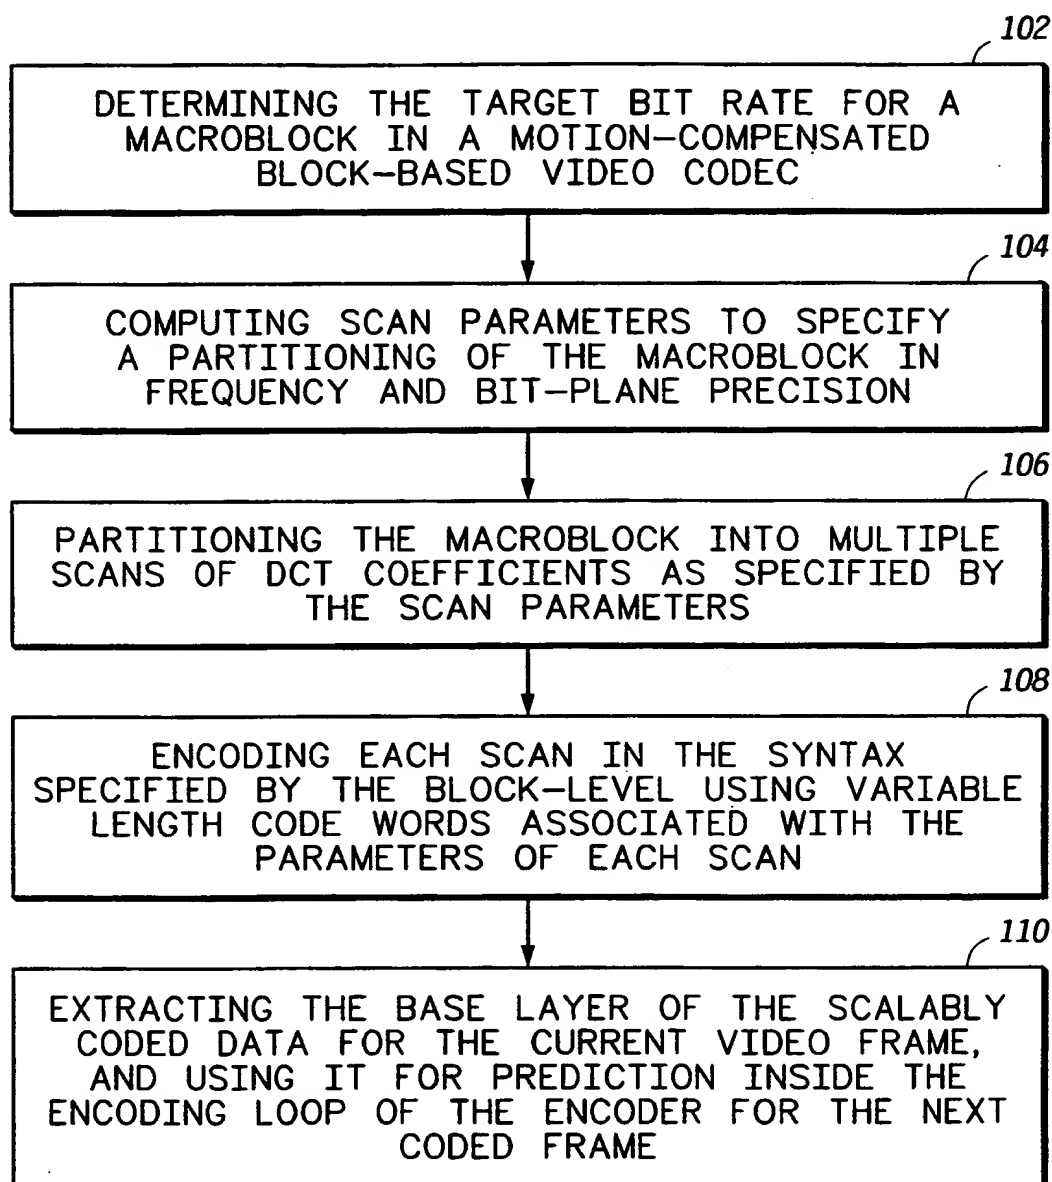 102
DETERMINING THE TARGET BIT RATE FOR A
MACROBLOCK IN A MOTION-COMPENSATED
BLOCK-BASED VIDEO CODEC
104
COMPUTING SCAN PARAMETERS TO SPECIFY
A PARTITIONING OF THE MACROBLOCK IN
FREQUENCY AND BIT-PLANE PRECISION
106
PARTITIONING THE MACROBLOCK INTO MULTIPLE
SCANS OF DCT COEFFICIENTS AS SPECIFIED BY
THE SCAN PARAMETERS
108
ENCODING EACH SCAN IN THE SYNTAX
SPECIFIED BY THE BLOCK-LEVEL USING VARIABLE
LENGTH CODE WORDS ASSOCIATED WITH THE
PARAMETERS OF EACH SCAN
110
EXTRACTING THE BASE LAYER OF THE SCALABLY
CODED DATA FOR THE CURRENT VIDEO FRAME,
AND USING IT FOR PREDICTION INSIDE THE
ENCODING LOOP OF THE ENCODER FOR THE NEXT
CODED FRAME